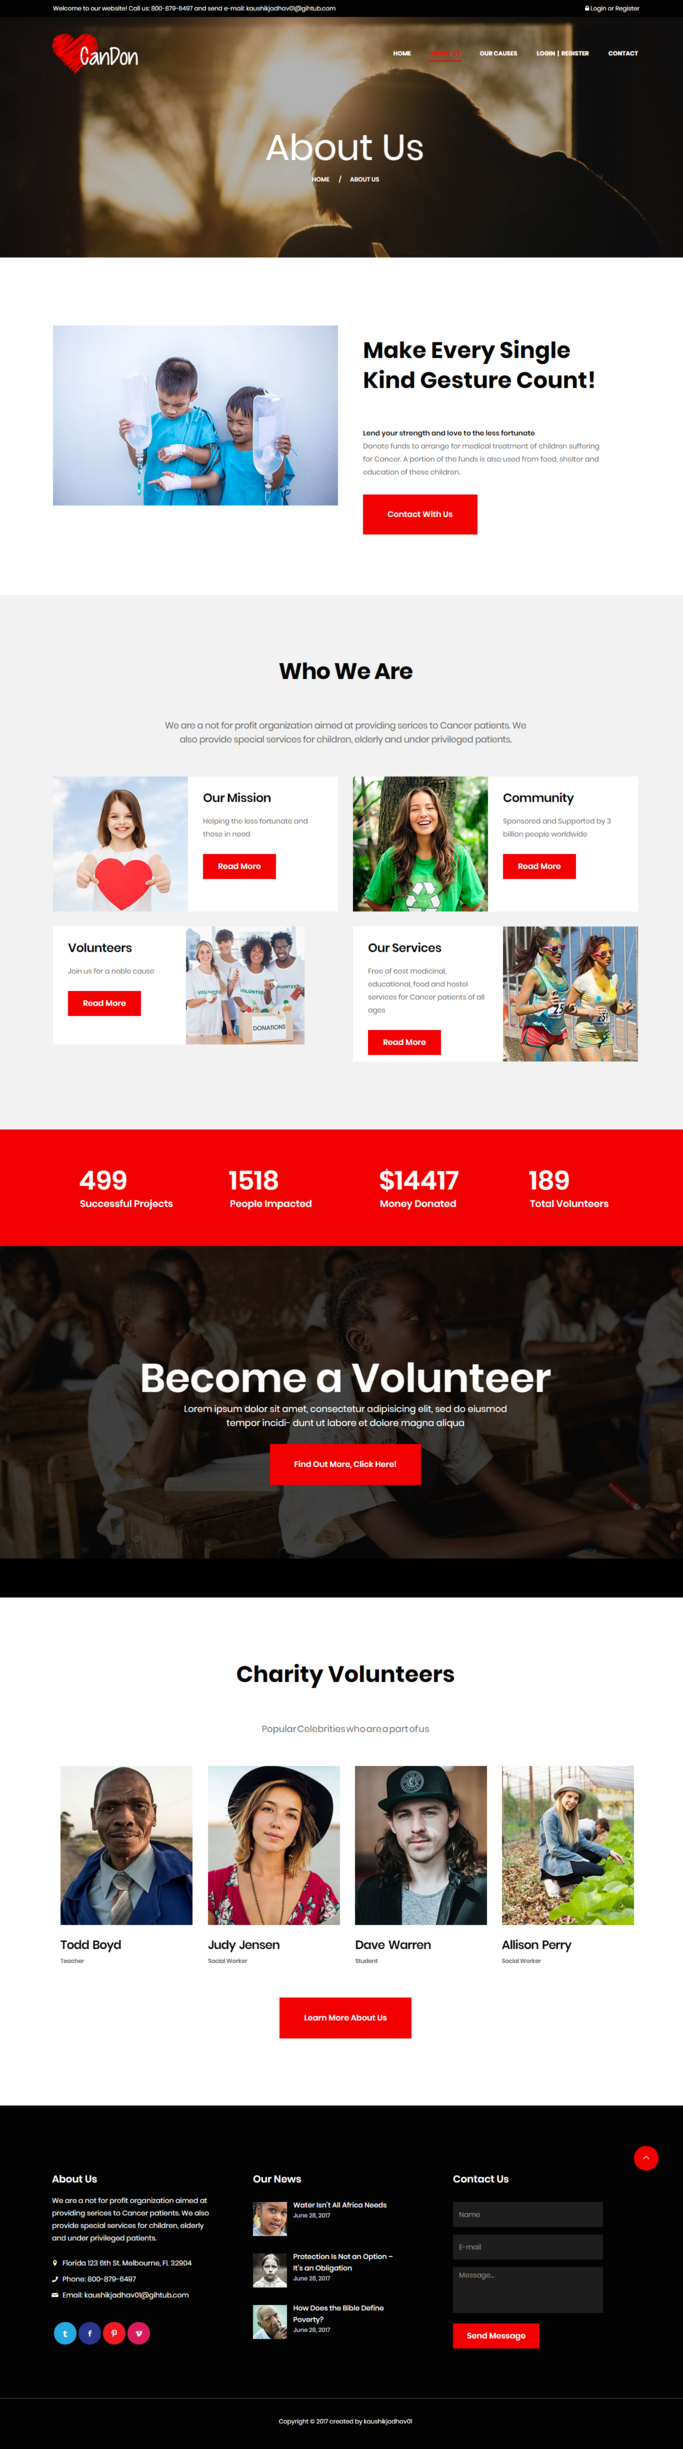 Welcome to our website! Call us: 800-879-6497 and send e-mail: kaushikjadhav01@gihtub.com
Login or Register
CanDon
HOME
ABOUT US
OUR CAUSES
LOGIN | REGISTER
CONTACT
About Us
HOME / ABOUT US
Make Every Single
Kind Gesture Count!
Lend your strength and love to the less fortunate
Donate funds to arrange for medical treatment of children suffering
for Cancer. A portion of the funds is also used from food, shelter and
education of these children.
Contact With Us
Who We Are
We are a not for profit organization aimed at providing serices to Cancer patients. We
also provide special services for children, elderly and under privileged patients.
Our Mission
Helping the less fortunate and
those in need
Read More
Community
Sponsored and Supported by 3
billion people worldwide
Read More
Volunteers
Join us for a noble cause
Read More
VOLUNTEER
DONATIONS
Our Services
Free of cost medicinal,
educational, food and hostel
services for Cancer patients of all
ages
Read More
499
Successful Projects
1518
People Impacted
$14417
Money Donated
189
Total Volunteers
Become a Volunteer
Lorem ipsum dolor sit amet, consectetur adipisicing elit, sed do eiusmod
tempor incidi- dunt ut labore et dolore magna aliqua
Find Out More, Click Here!
Charity Volunteers
Popular Celebrities who are a part of us
Todd Boyd
Teacher
Judy Jensen
Social Worker
Dave Warren
Student
Allison Perry
Social Worker
Learn More About Us
About Us
We are a not for profit organization aimed at
providing serices to Cancer patients. We also
provide special services for children, elderly
and under privileged patients.
Florida 123 6th St. Melbourne, FL 32904
Phone: 800-879-6497
Email: kaushikjadhav01@gihtub.com
Our News
Water Isn't All Africa Needs
June 28, 2017
Protection Is Not an Option –
It's an Obligation
June 28, 2017
How Does the Bible Define
Poverty?
June 28, 2017
Contact Us
Name
E-mail
Message...
Send Message
Copyright © 2017 created by kaushikjadhav01